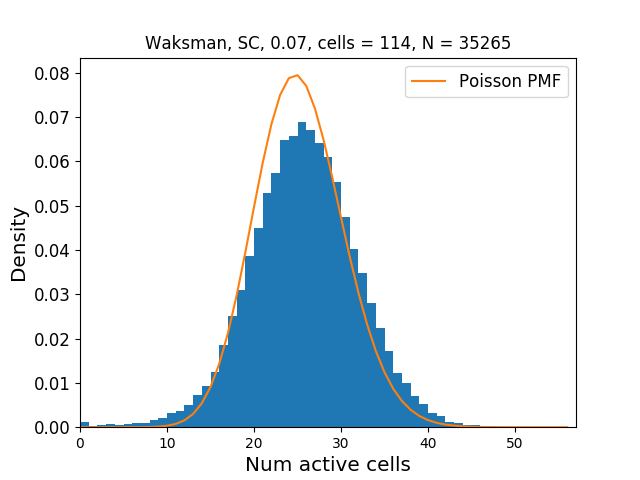 Waksman, SC, 0.07, cells = 114, N = 35265
Poisson PMF
Density
0.08
0.07
0.06
0.05
0.04
0.03
0.02
0.01
0.00
0 10 20 30 40 50
Num active cells